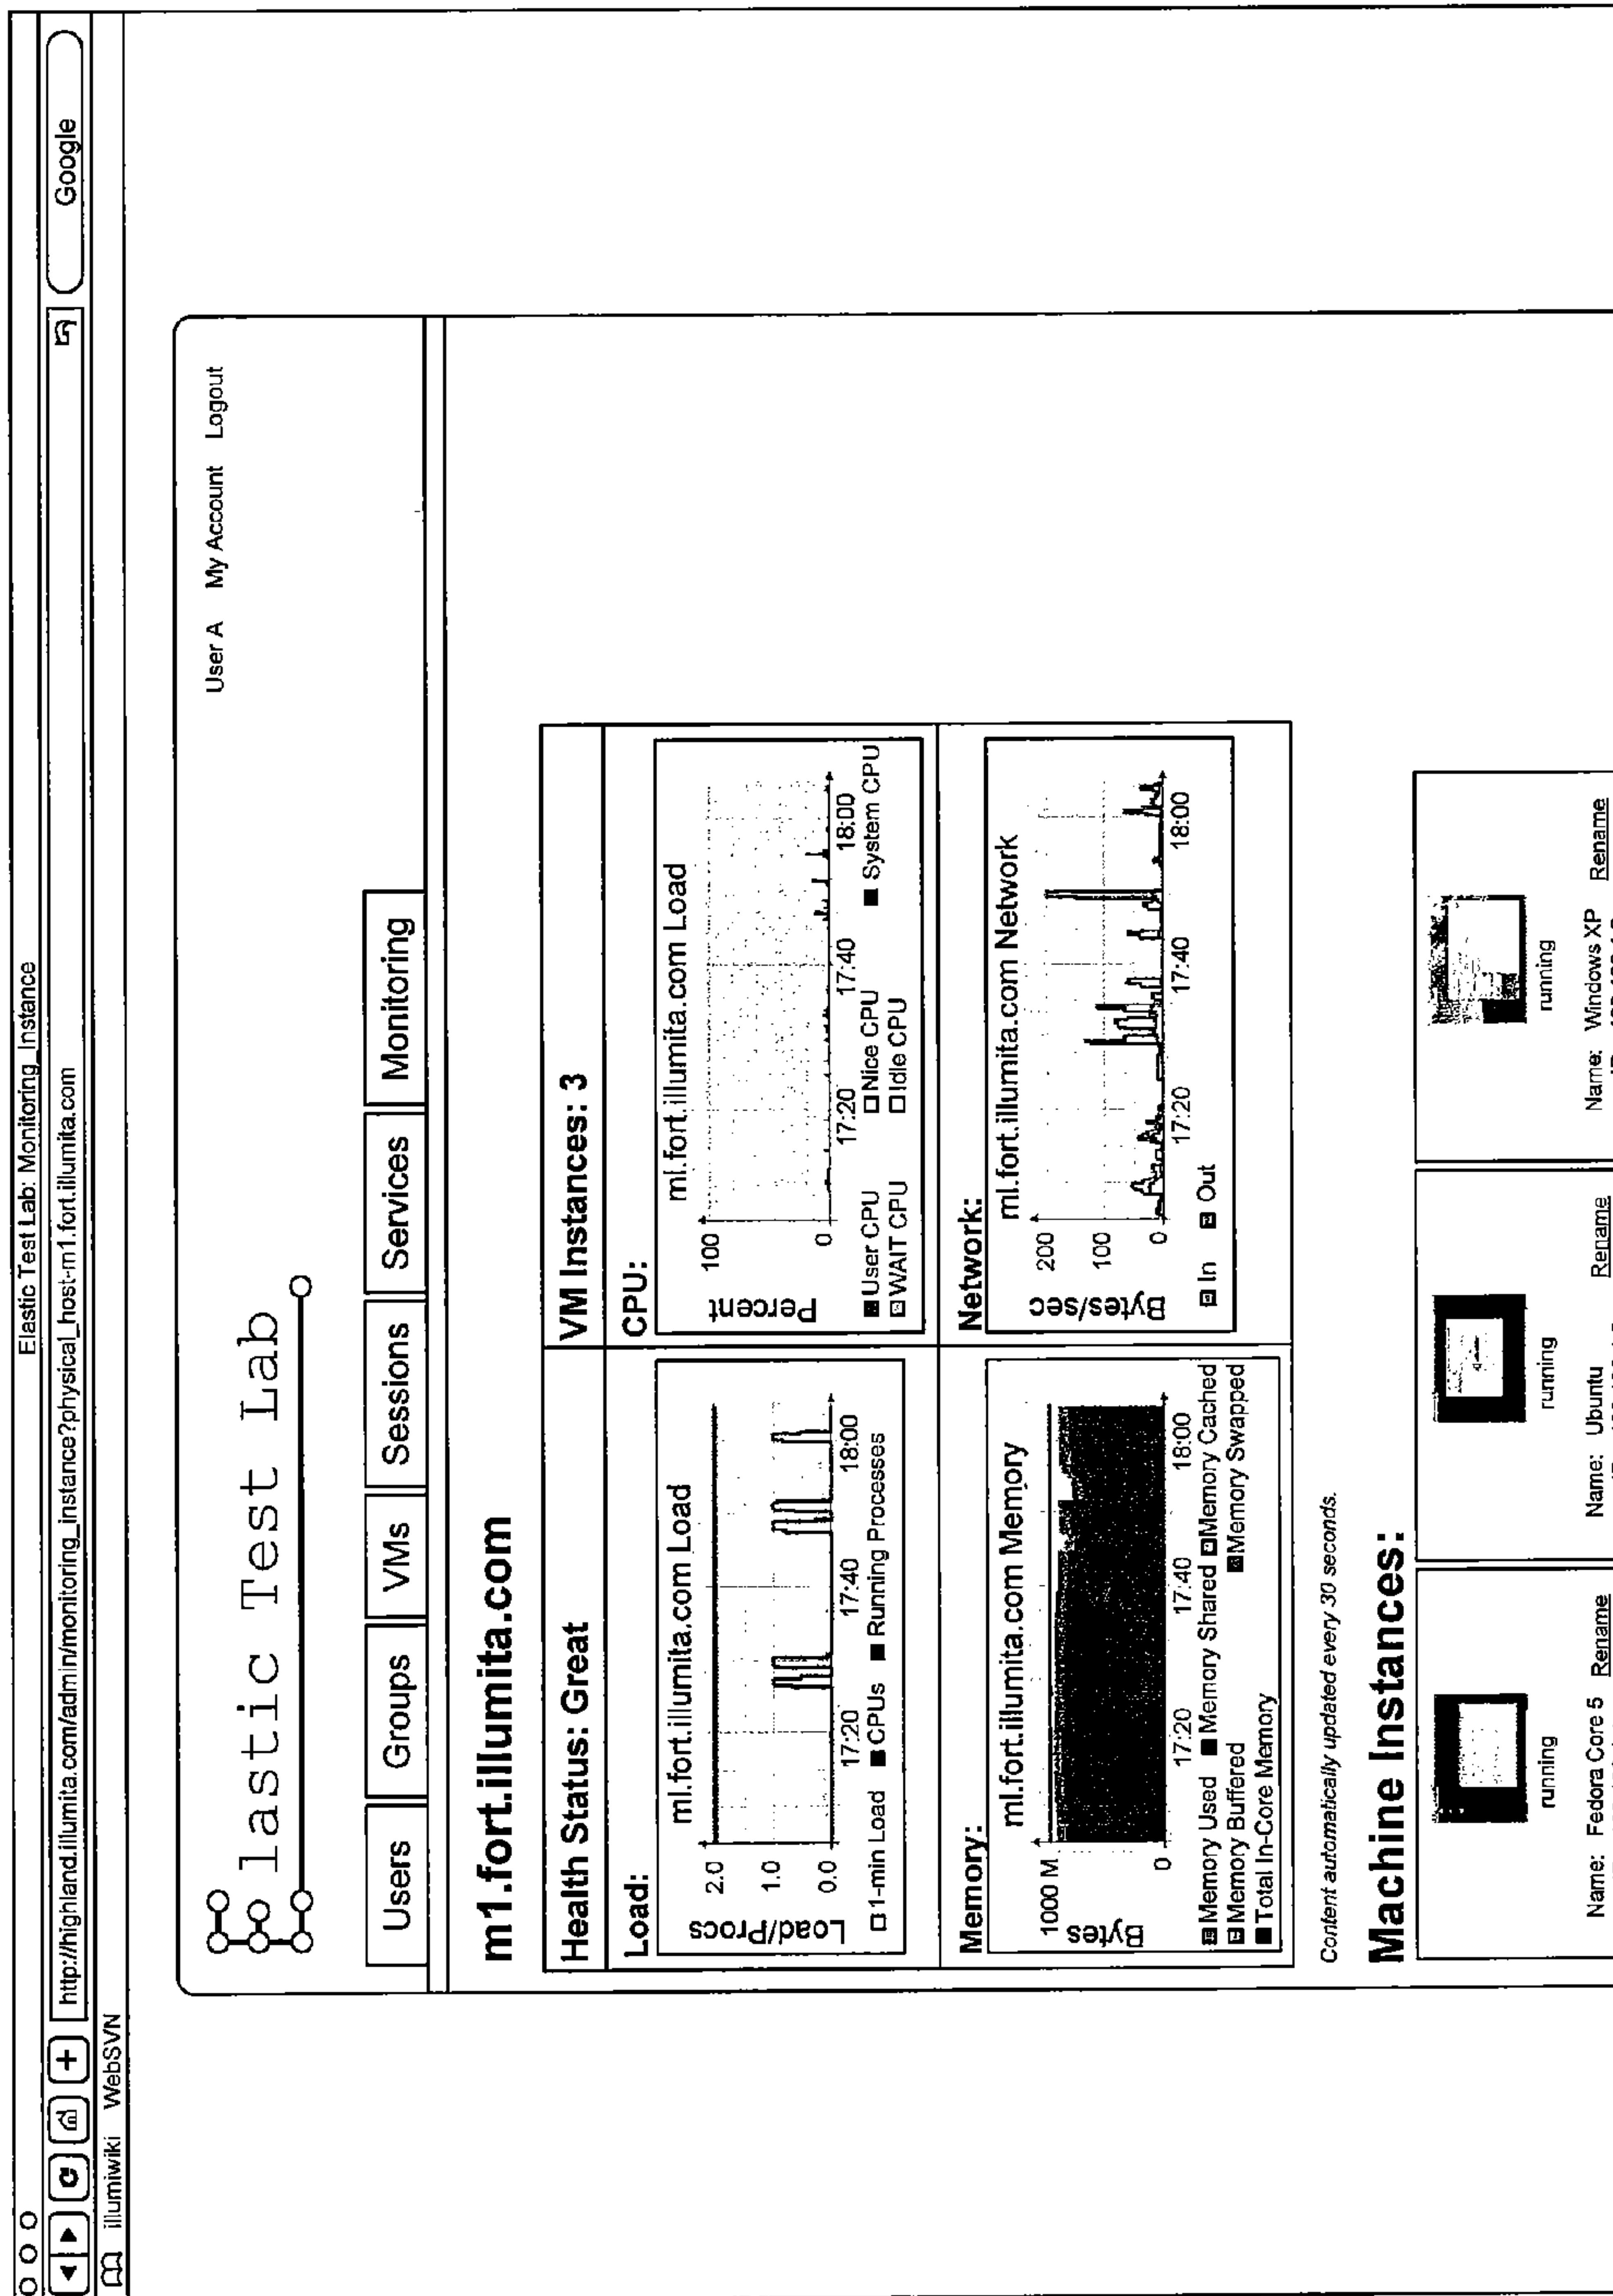 Elastic Test Lab: Monitoring_Instance
http://highland.illumita.com/admin/monitoring_instance?physical_host-m1.fort.illumita.com
Google
illumiwiki WebSVN
User A My Account Logout
lastic Test Lab
Users Groups VMs Sessions Services Monitoring
m1.fort.illumita.com
Health Status: Great
VM Instances: 3
Load:
ml.fort.illumita.com Load
Load/Procs
2.0
1.0
0.0
17:20 17:40 18:00
1-min Load CPUs Running Processes
CPU:
ml.fort.illumita.com Load
Percent
100
0
17:20 17:40 18:00
User CPU Nice CPU System CPU
WAIT CPU Idle CPU
Memory:
ml.fort.illumita.com Memory
Bytes
1000 M
0
17:20 17:40 18:00
Memory Used Memory Shared Memory Cached
Memory Buffered Memory Swapped
Total In-Core Memory
Network:
ml.fort.illumita.com Network
Bytes/sec
200
100
0
17:20 17:40 18:00
In Out
Content automatically updated every 30 seconds.
Machine Instances:
running
Name: Fedora Core 5 Rename
running
Name: Ubuntu Rename
running
Name: Windows XP Rename